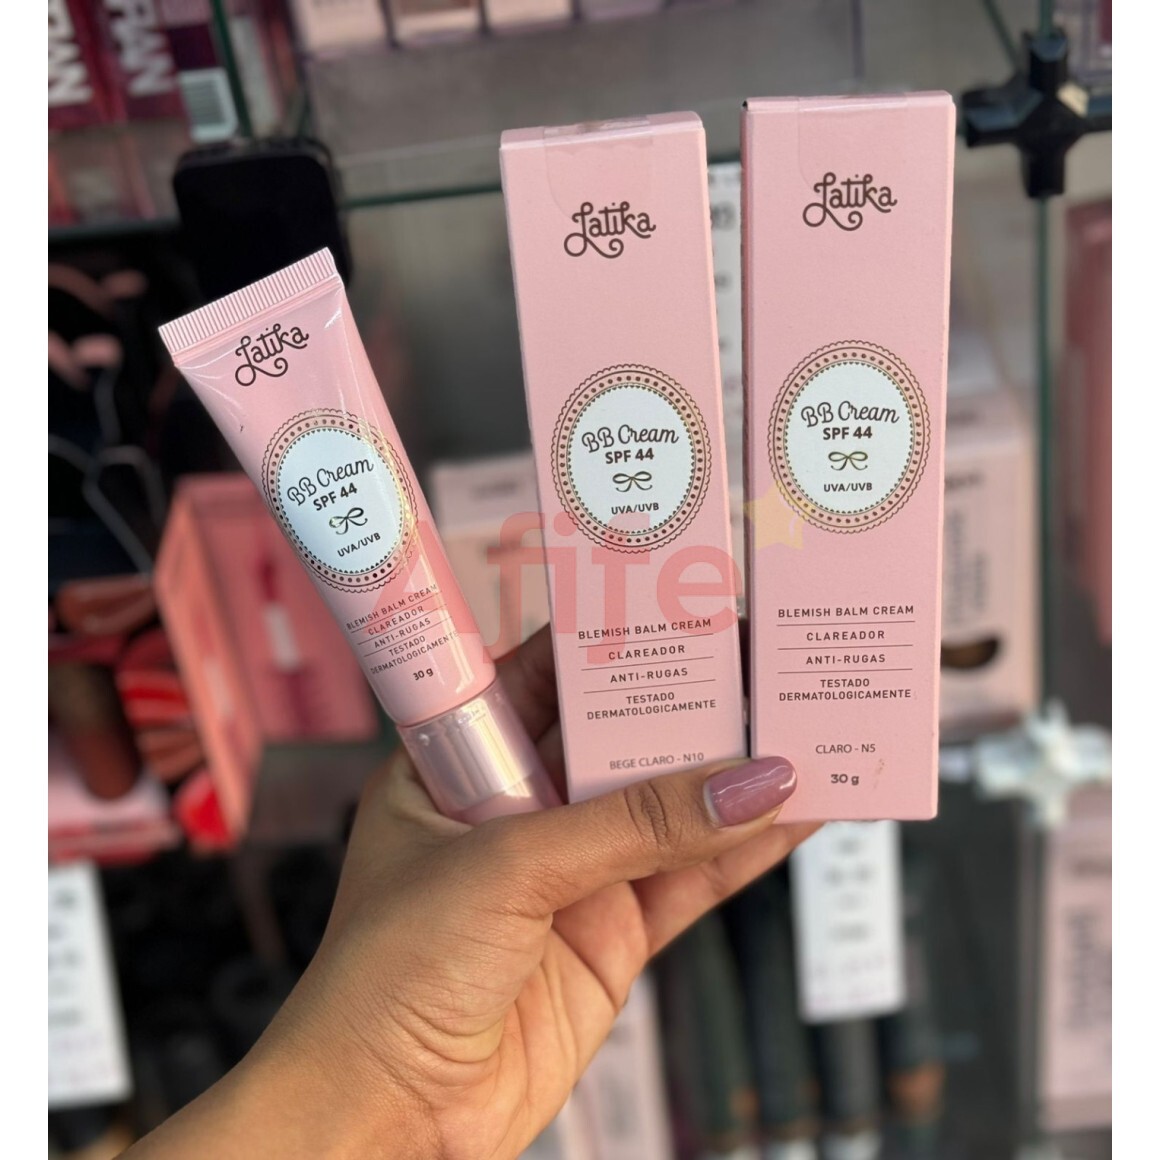 Latika
BB Cream
SPF 44
UVA/UVB
BLEMISH BALM CREAM
CLAREADOR
ANTI-RUGAS
TESTADO
DERMATOLOGICAMENTE
30 g
Latika
BB Cream
SPF 44
UVA/UVB
BLEMISH BALM CREAM
CLAREADOR
ANTI-RUGAS
TESTADO
DERMATOLOGICAMENTE
BEGE CLARO - N10
Latika
BB Cream
SPF 44
UVA/UVB
BLEMISH BALM CREAM
CLAREADOR
ANTI-RUGAS
TESTADO
DERMATOLOGICAMENTE
CLARO - N5
30 g
Afife